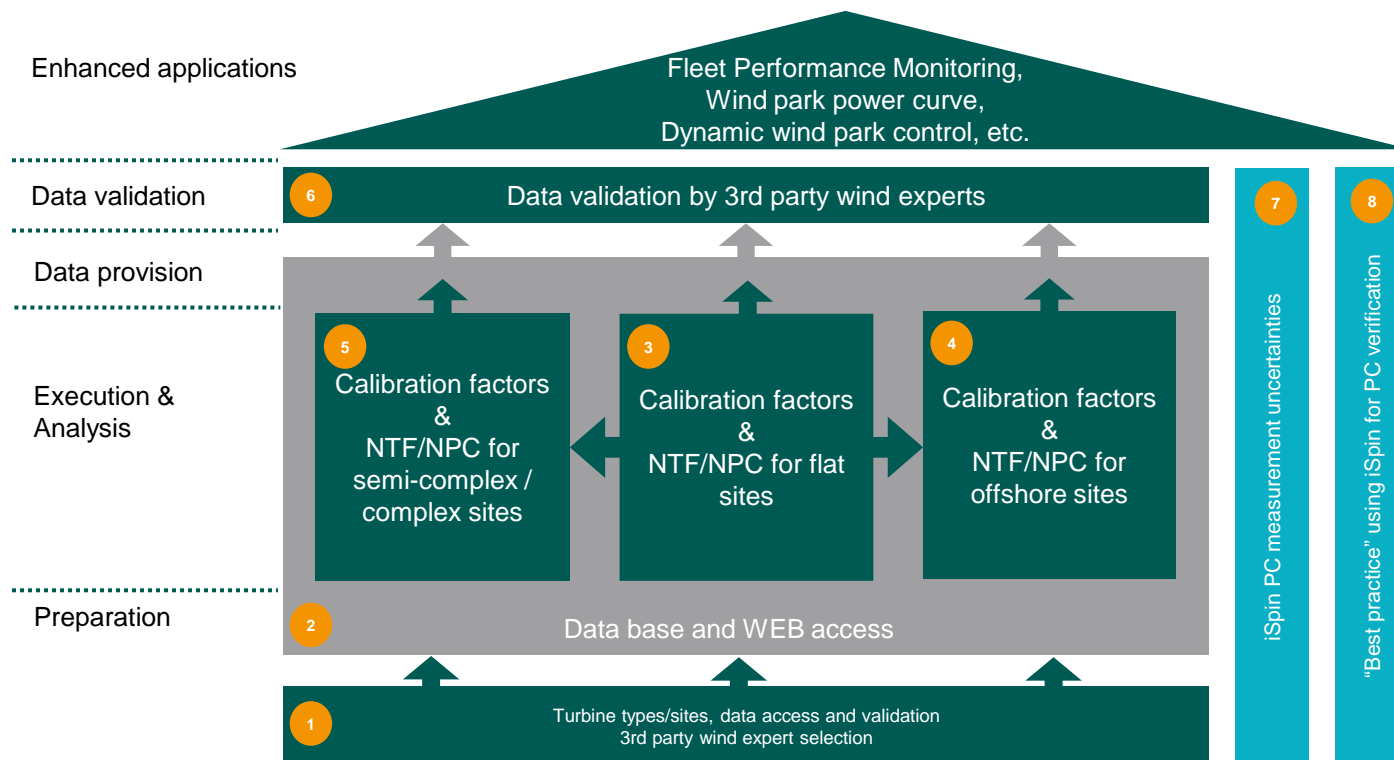 Enhanced applications
Fleet Performance Monitoring,
Wind park power curve,
Dynamic wind park control, etc.
Data validation
6
Data validation by 3rd party wind experts
7
8
Data provision
Execution &
Analysis
5
Calibration factors
&
NTF/NPC for
semi-complex /
complex sites
3
Calibration factors
&
NTF/NPC for flat
sites
4
Calibration factors
&
NTF/NPC for
offshore sites
iSpin PC measurement uncertainties
“Best practice” using iSpin for PC verification
Preparation
2
Data base and WEB access
1
Turbine types/sites, data access and validation
3rd party wind expert selection